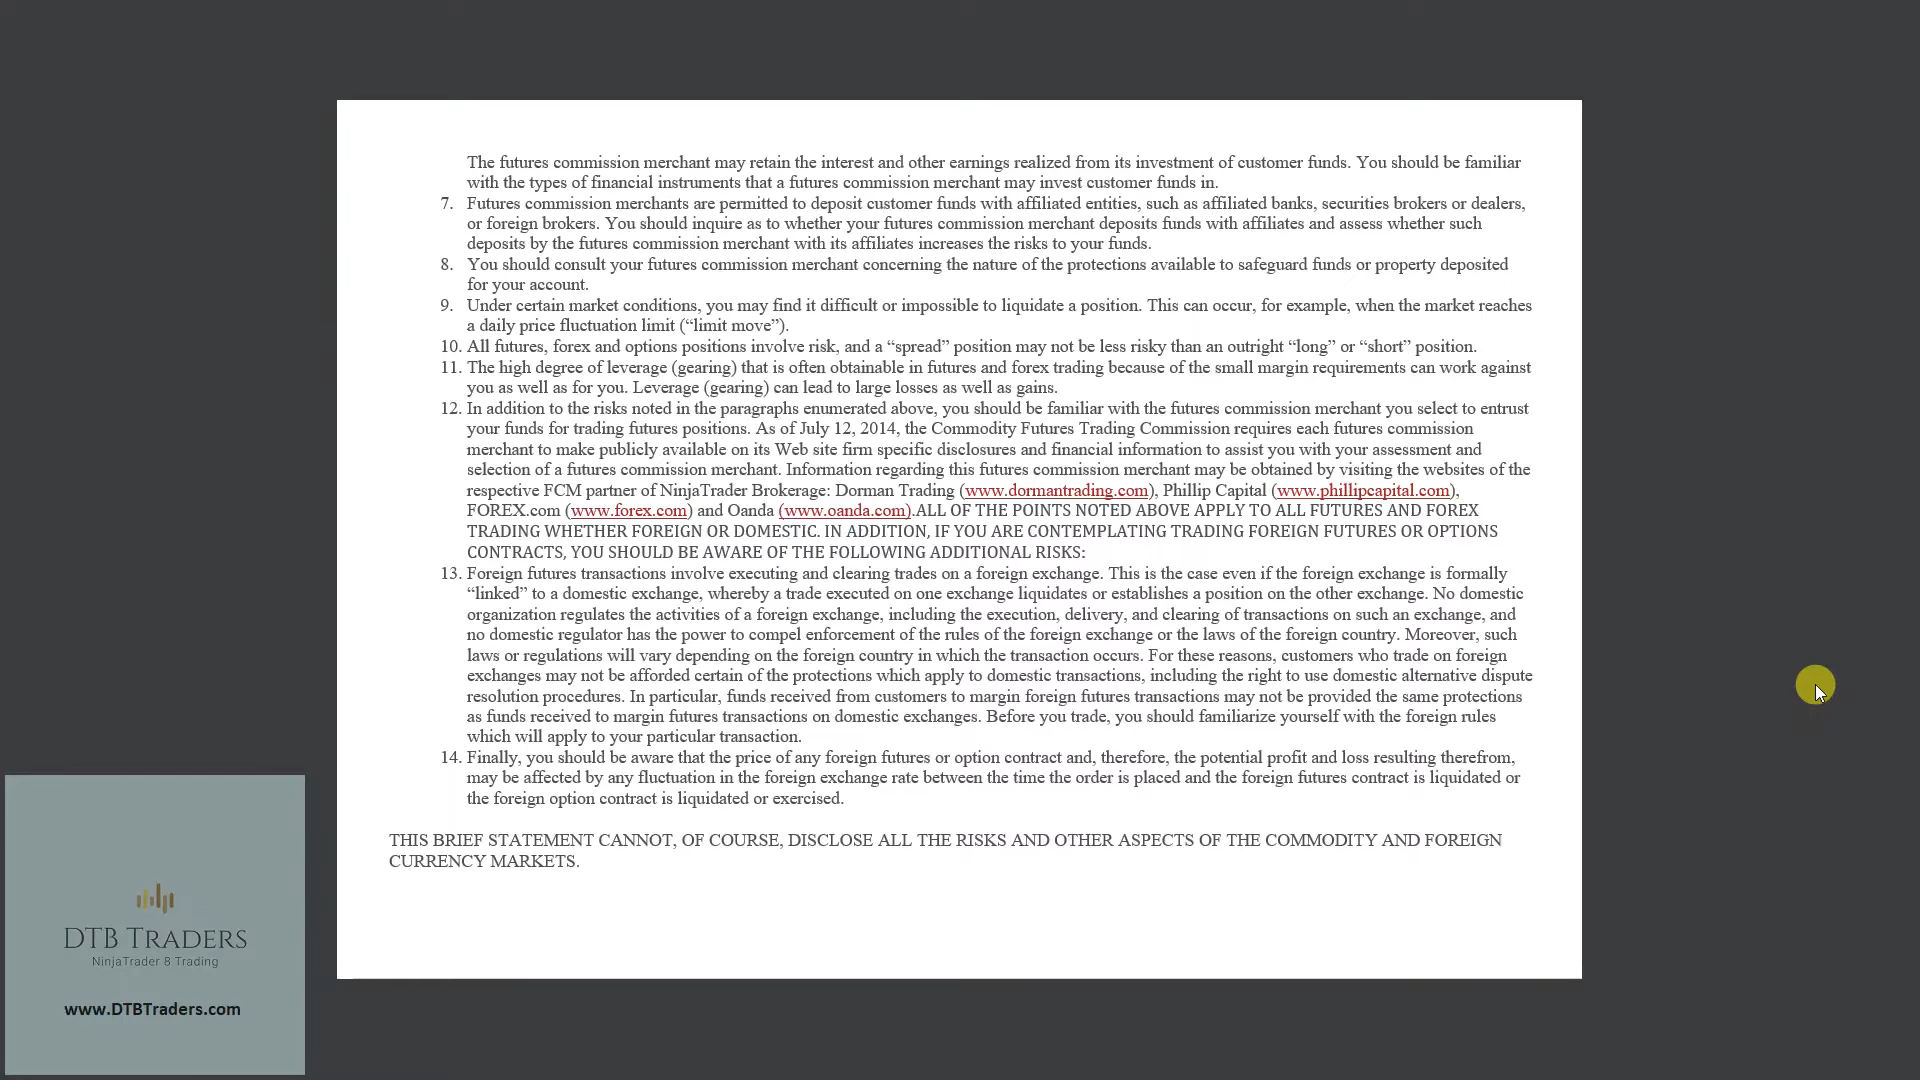 The futures commission merchant may retain the interest and other earnings realized from its investment of customer funds. You should be familiar
with the types of financial instruments that a futures commission merchant may invest customer funds in.
7. Futures commission merchants are permitted to deposit customer funds with affiliated entities, such as affiliated banks, securities brokers or dealers,
or foreign brokers. You should inquire as to whether your futures commission merchant deposits funds with affiliates and assess whether such
deposits by the futures commission merchant with its affiliates increases the risks to your funds.
8. You should consult your futures commission merchant concerning the nature of the protections available to safeguard funds or property deposited
for your account.
9. Under certain market conditions, you may find it difficult or impossible to liquidate a position. This can occur, for example, when the market reaches
a daily price fluctuation limit (“limit move”).
10. All futures, forex and options positions involve risk, and a “spread” position may not be less risky than an outright “long” or “short” position.
11. The high degree of leverage (gearing) that is often obtainable in futures and forex trading because of the small margin requirements can work against
you as well as for you. Leverage (gearing) can lead to large losses as well as gains.
12. In addition to the risks noted in the paragraphs enumerated above, you should be familiar with the futures commission merchant you select to entrust
your funds for trading futures positions. As of July 12, 2014, the Commodity Futures Trading Commission requires each futures commission
merchant to make publicly available on its Web site firm specific disclosures and financial information to assist you with your assessment and
selection of a futures commission merchant. Information regarding this futures commission merchant may be obtained by visiting the websites of the
respective FCM partner of NinjaTrader Brokerage: Dorman Trading (www.dormantrading.com), Phillip Capital (www.phillipcapital.com),
FOREX.com (www.forex.com) and Oanda (www.oanda.com).ALL OF THE POINTS NOTED ABOVE APPLY TO ALL FUTURES AND FOREX
TRADING WHETHER FOREIGN OR DOMESTIC. IN ADDITION, IF YOU ARE CONTEMPLATING TRADING FOREIGN FUTURES OR OPTIONS
CONTRACTS, YOU SHOULD BE AWARE OF THE FOLLOWING ADDITIONAL RISKS:
13. Foreign futures transactions involve executing and clearing trades on a foreign exchange. This is the case even if the foreign exchange is formally
“linked” to a domestic exchange, whereby a trade executed on one exchange liquidates or establishes a position on the other exchange. No domestic
organization regulates the activities of a foreign exchange, including the execution, delivery, and clearing of transactions on such an exchange, and
no domestic regulator has the power to compel enforcement of the rules of the foreign exchange or the laws of the foreign country. Moreover, such
laws or regulations will vary depending on the foreign country in which the transaction occurs. For these reasons, customers who trade on foreign
exchanges may not be afforded certain of the protections which apply to domestic transactions, including the right to use domestic alternative dispute
resolution procedures. In particular, funds received from customers to margin foreign futures transactions may not be provided the same protections
as funds received to margin futures transactions on domestic exchanges. Before you trade, you should familiarize yourself with the foreign rules
which will apply to your particular transaction.
14. Finally, you should be aware that the price of any foreign futures or option contract and, therefore, the potential profit and loss resulting therefrom,
may be affected by any fluctuation in the foreign exchange rate between the time the order is placed and the foreign futures contract is liquidated or
the foreign option contract is liquidated or exercised.
THIS BRIEF STATEMENT CANNOT, OF COURSE, DISCLOSE ALL THE RISKS AND OTHER ASPECTS OF THE COMMODITY AND FOREIGN
CURRENCY MARKETS.
DTB TRADERS
NinjaTrader 8 Trading
www.DTBTraders.com